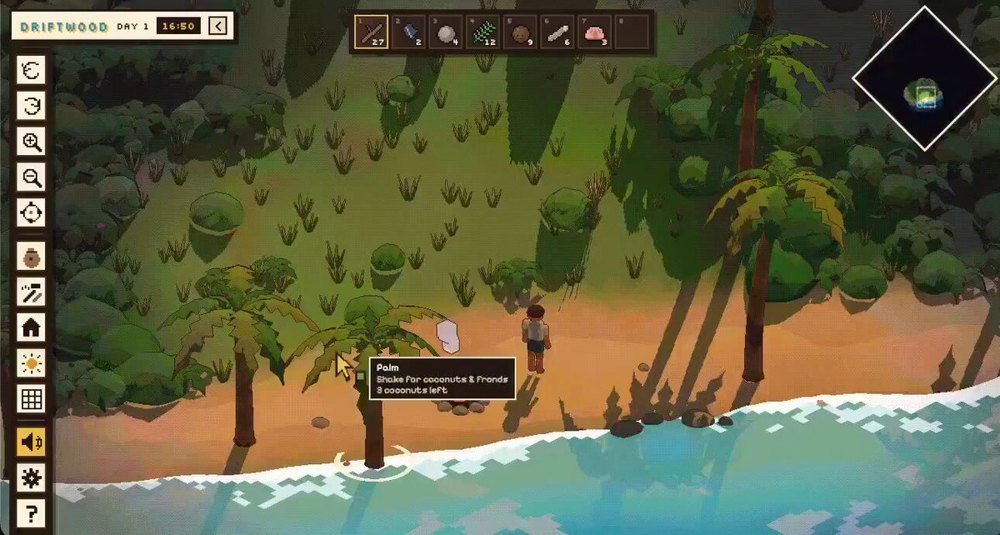 DRIFTWOOD DAY 1 16:50
1 2 3 4 5 6 7 8
27 2 4 12 9 6 3
Palm
Shake for coconuts & fronds
3 coconuts left
?